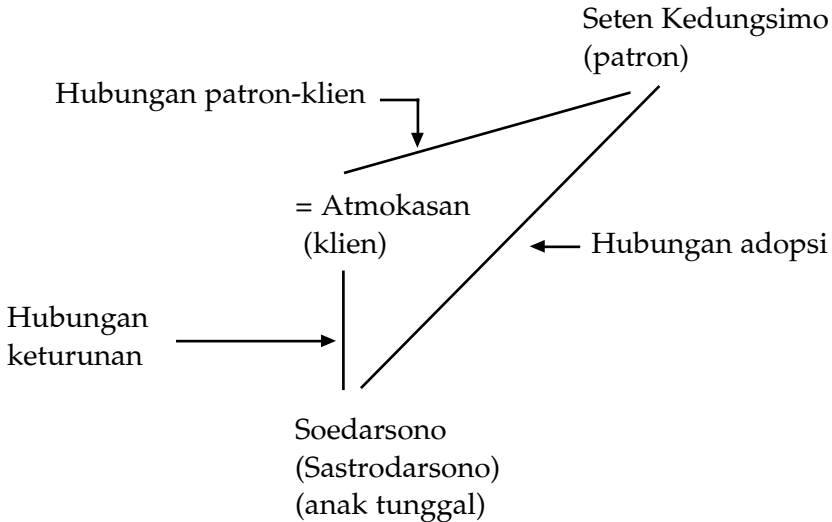 Seten Kedungsimo
(patron)
Hubungan patron-klien
= Atmokasan
(klien)
Hubungan adopsi
Hubungan
keturunan
Soedarsono
(Sastrodarsono)
(anak tunggal)